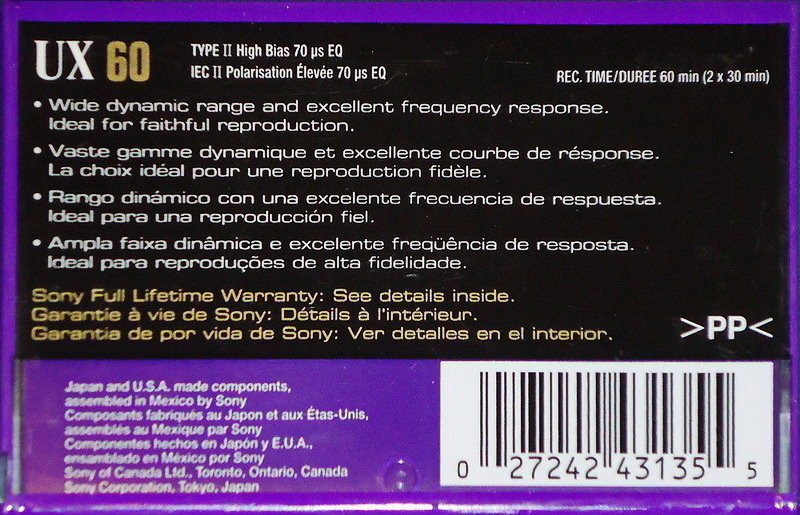 UX 60
TYPE II High Bias 70 µs EQ
IEC II Polarisation Élevée 70 µs EQ
REC. TIME/DUREE 60 min (2 x 30 min)
• Wide dynamic range and excellent frequency response.
Ideal for faithful reproduction.
• Vaste gamme dynamique et excellente courbe de résponse.
La choix idéal pour une reproduction fidèle.
• Rango dinámico con una excelente frecuencia de respuesta.
Ideal para una reproducción fiel.
• Ampla faixa dinâmica e excelente freqüência de resposta.
Ideal para reproduções de alta fidelidade.
Sony Full Lifetime Warranty: See details inside.
Garantie à vie de Sony: Détails à l'intérieur.
Garantia de por vida de Sony: Ver detalles en el interior.
>PP<
Japan and U.S.A. made components,
assembled in Mexico by Sony
Composants fabriqués au Japon et aux États-Unis,
assemblés au Mexique par Sony
Componentes hechos en Japón y E.U.A.,
ensamblado en México por Sony
Sony of Canada Ltd., Toronto, Ontario, Canada
Sony Corporation, Tokyo, Japan
0 27242 43135 5